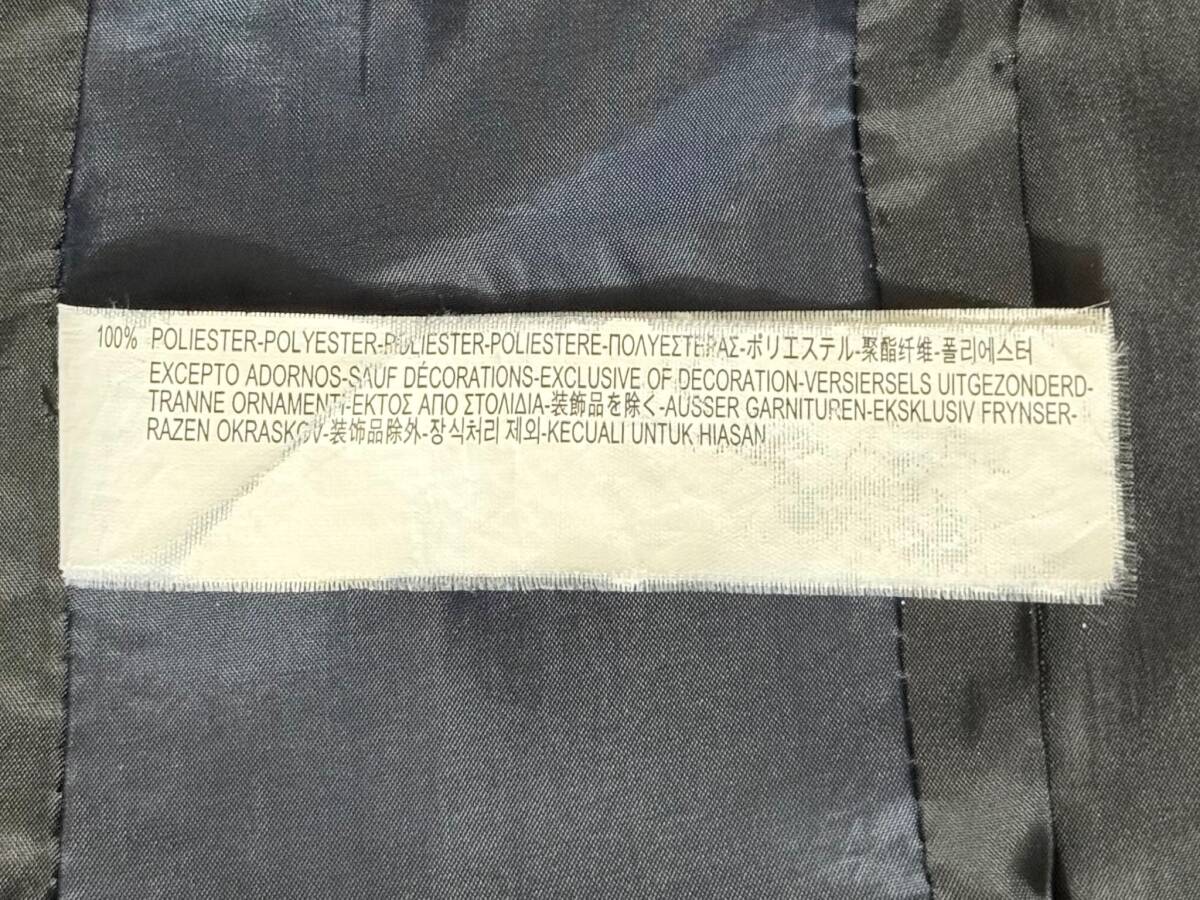 100% POLIESTER-POLYESTER-POLIESTER-POLIESTERE-ΠΟΛΥΕΣΤΕΡΑΣ-ポリエステル-聚酯纤维-폴리에스터
EXCEPTO ADORNOS-SAUF DÉCORATIONS-EXCLUSIVE OF DECORATION-VERSIERSELS UITGEZONDERD-
TRANNE ORNAMENTI-ΕΚΤΟΣ ΑΠΟ ΣΤΟΛΙΔΙΑ-装飾品を除く-AUSSER GARNITUREN-EKSKLUSIV FRYNSER-
RAZEN OKRASKOV-装饰品除外-장식처리 제외-KECUALI UNTUK HIASAN